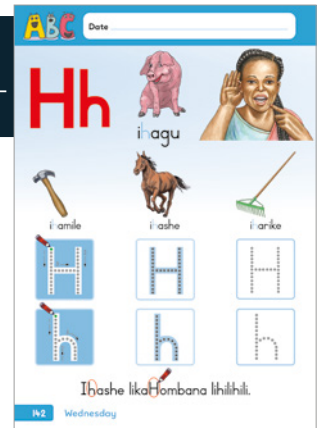 ABC Date
Hh
ihagu
ihamile ihashe iharike
H H H
h h h
Ihashe likaHombana lihilihili.
142 Wednesday